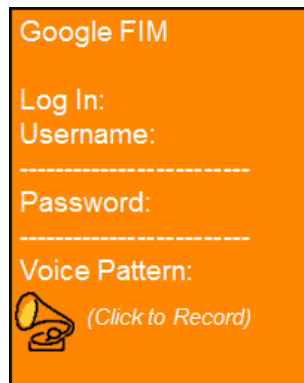 Google FIM
Log In:
Username:
-------------------------
Password:
-------------------------
Voice Pattern:
(Click to Record)